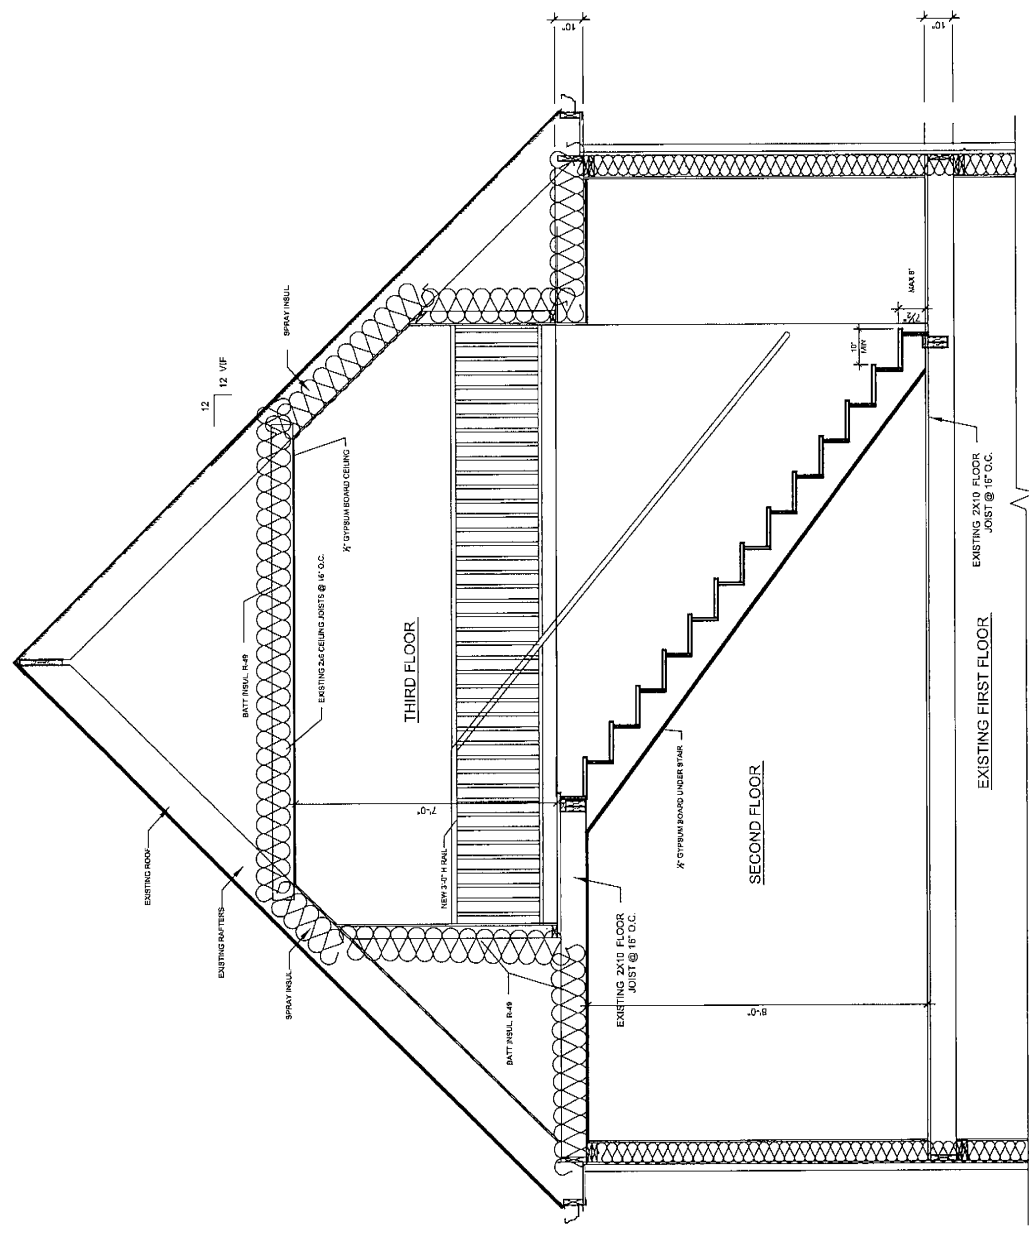 10"
10"
SPRAY INSUL.
12
12 V/F
MAX 8"
7½"
10"
MIN
½" GYPSUM BOARD CEILING
EXISTING 2x6 CEILING JOISTS @ 16" O.C.
BATT INSUL. R-49
THIRD FLOOR
EXISTING 2X10 FLOOR
JOIST @ 16" O.C.
EXISTING FIRST FLOOR
7'-0"
NEW 3'-0" H RAIL
½" GYPSUM BOARD UNDER STAIR
SECOND FLOOR
EXISTING ROOF
EXISTING RAFTERS
SPRAY INSUL.
EXISTING 2X10 FLOOR
JOIST @ 16" O.C.
BATT INSUL. R-49
8'-0"